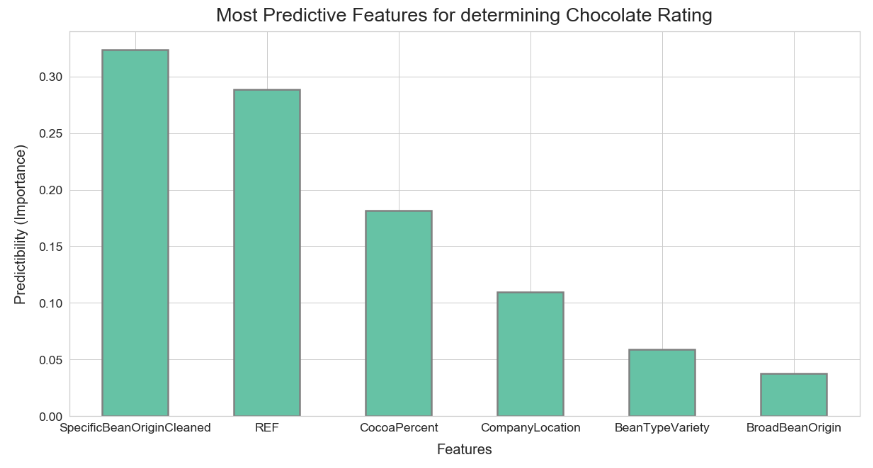 Most Predictive Features for determining Chocolate Rating
Predictibility (Importance)
0.30
0.25
0.20
0.15
0.10
0.05
0.00
SpecificBeanOriginCleaned REF CocoaPercent CompanyLocation BeanTypeVariety BroadBeanOrigin
Features